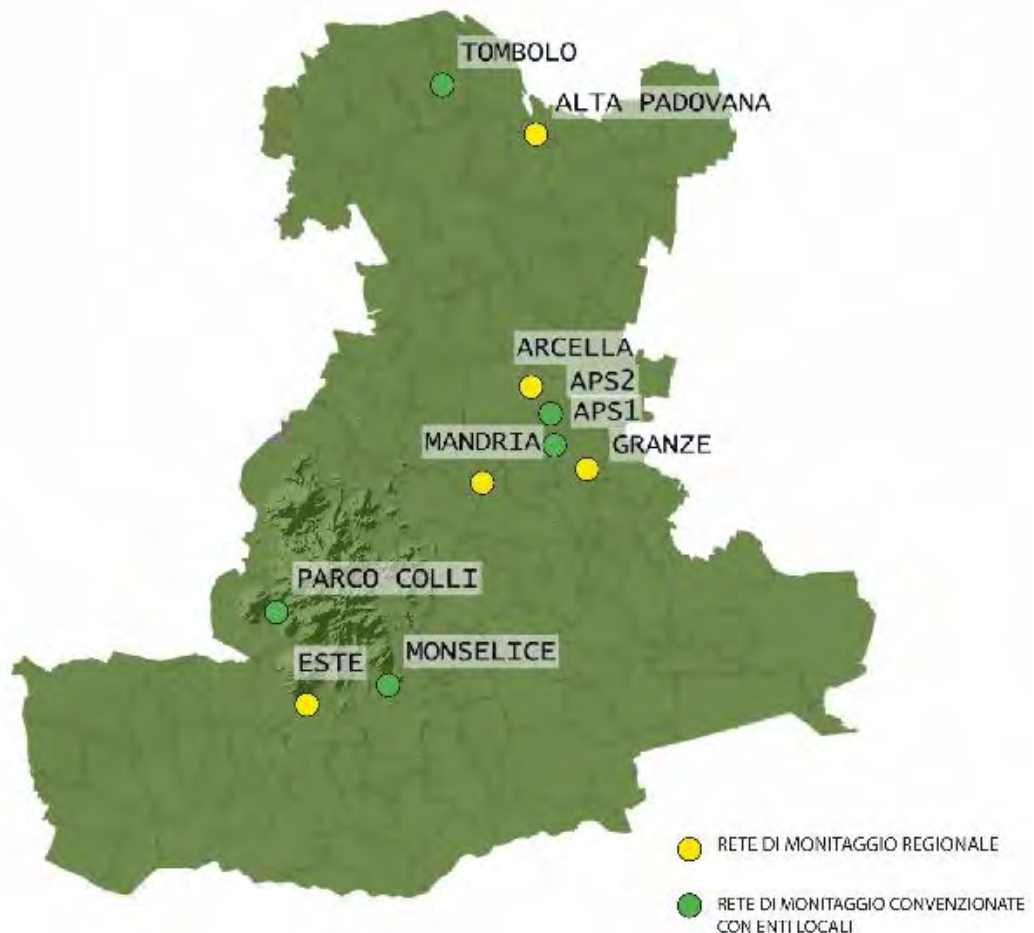 TOMBOLO
ALTA PADOVANA
ARCELLA
APS2
APS1
MANDRIA
GRANZE
PARCO COLLI
MONSELICE
ESTE
RETE DI MONITAGGIO REGIONALE
RETE DI MONITAGGIO CONVENZIONATE
CON ENTI LOCALI